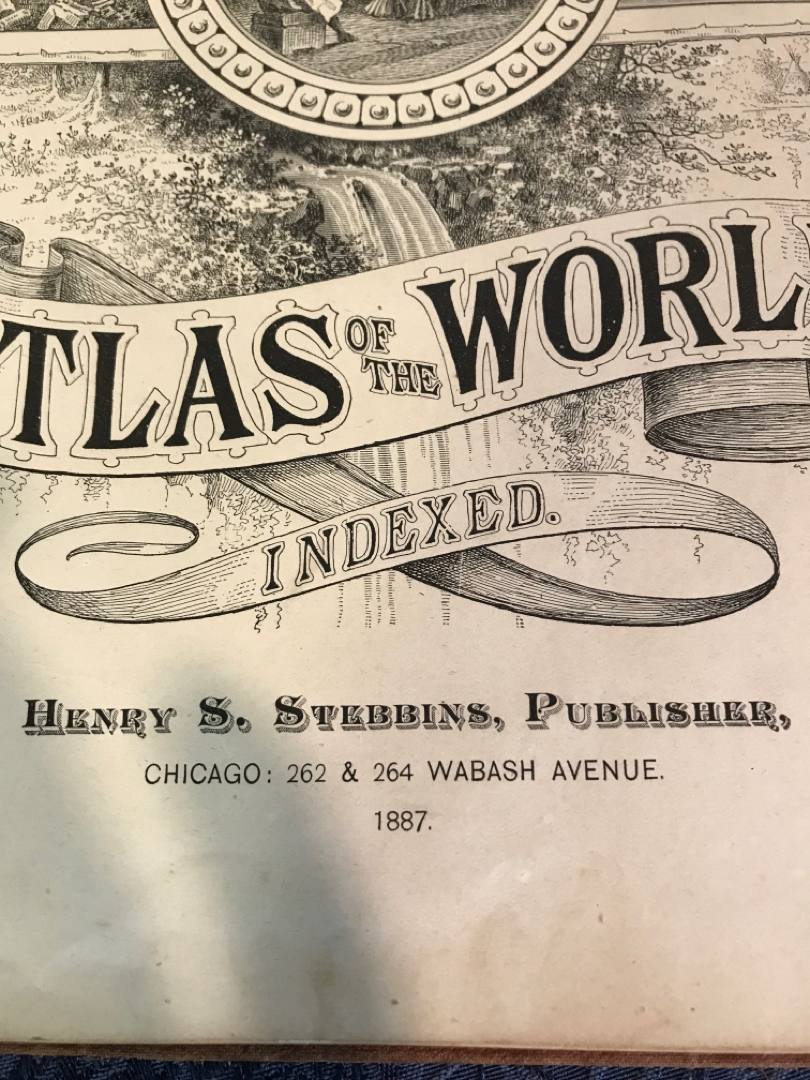 TLAS OF THE WORL
INDEXED.
HENRY S. STEBBINS, PUBLISHER,
CHICAGO: 262 & 264 WABASH AVENUE.
1887.